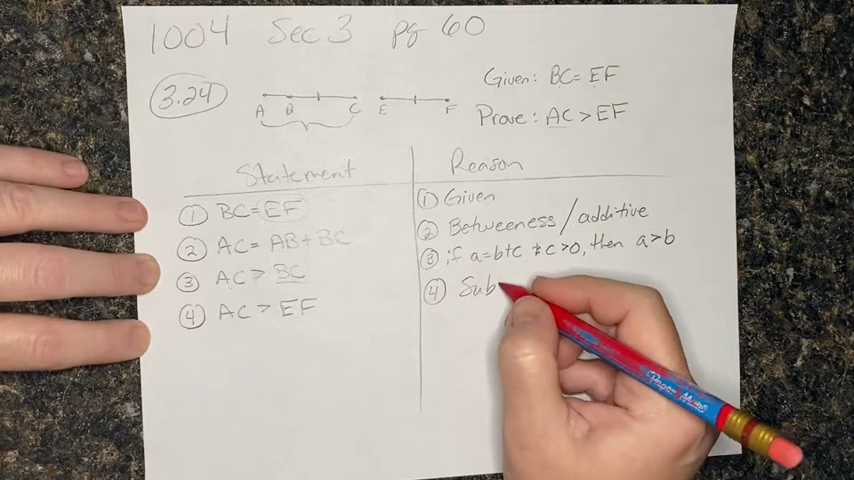 1004 Sec 3 pg 60
3.24
A B C E F
Given: BC = EF
Prove: AC > EF
Statement Reason
① BC = EF ① Given
② AC = AB + BC ② Betweeness / additive
③ AC > BC ③ if a=b+c & c>0, then a>b
④ AC > EF ④ Sub
Paper Mate